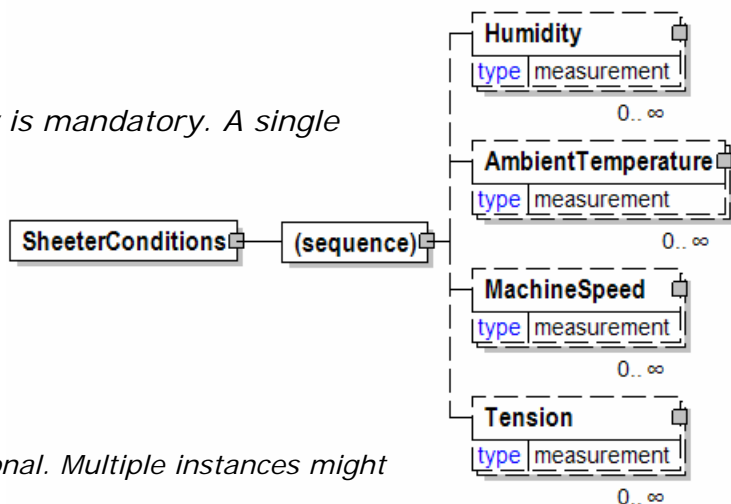 Humidity
type measurement
0.. ∞
is mandatory. A single
AmbientTemperature
type measurement
0.. ∞
SheeterConditions
(sequence)
MachineSpeed
type measurement
0.. ∞
Tension
type measurement
0.. ∞
onal. Multiple instances might